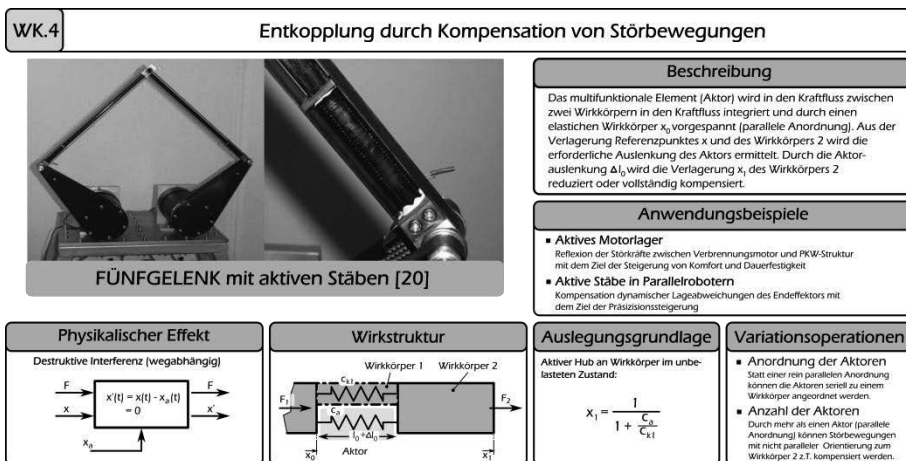 WK.4
Entkopplung durch Kompensation von Störbewegungen
FÜNFGELENK mit aktiven Stäben [20]
Beschreibung
Das multifunktionale Element (Aktor) wird in den Kraftfluss zwischen
zwei Wirkkörpern in den Kraftfluss integriert und durch einen
elastichen Wirkkörper x₀ vorgespannt (parallele Anordnung). Aus der
Verlagerung Referenzpunktes x und des Wirkkörpers 2 wird die
erforderliche Auslenkung des Aktors ermittelt. Durch die Aktor-
auslenkung Δl₀ wird die Verlagerung x₁ des Wirkkörpers 2
reduziert oder vollständig kompensiert.
Anwendungsbeispiele
▪ Aktives Motorlager
Reflexion der Störkräfte zwischen Verbrennungsmotor und PKW-Struktur
mit dem Ziel der Steigerung von Komfort und Dauerfestigkeit
▪ Aktive Stäbe in Parallelrobotern
Kompensation dynamischer Lageabweichungen des Endeffektors mit
dem Ziel der Präsizionssteigerung
Physikalischer Effekt
Destruktive Interferenz (wegabhängig)
F
F
x'(t) = x(t) - xₐ(t)
= 0
x
x'
xₐ
Wirkstruktur
Wirkkörper 1
Wirkkörper 2
cₖ₁
F₁
F₂
cₐ
l₀ +Δl₀
x₀
Aktor
x₁
Auslegungsgrundlage
Aktiver Hub an Wirkkörper im unbe-
lasteten Zustand:
x₁ = 1 / (1 + cₐ/cₖ₁)
Variationsoperationen
▪ Anordnung der Aktoren
Statt einer rein parallelen Anordnung
können die Aktoren seriell zu einem
Wirkkörper angeordnet werden.
▪ Anzahl der Aktoren
Durch mehr als einen Aktor (parallele
Anordnung) können Störbewegungen
mit nicht paralleler Orientierung zum
Wirkkörper 2 z.T. kompensiert werden.